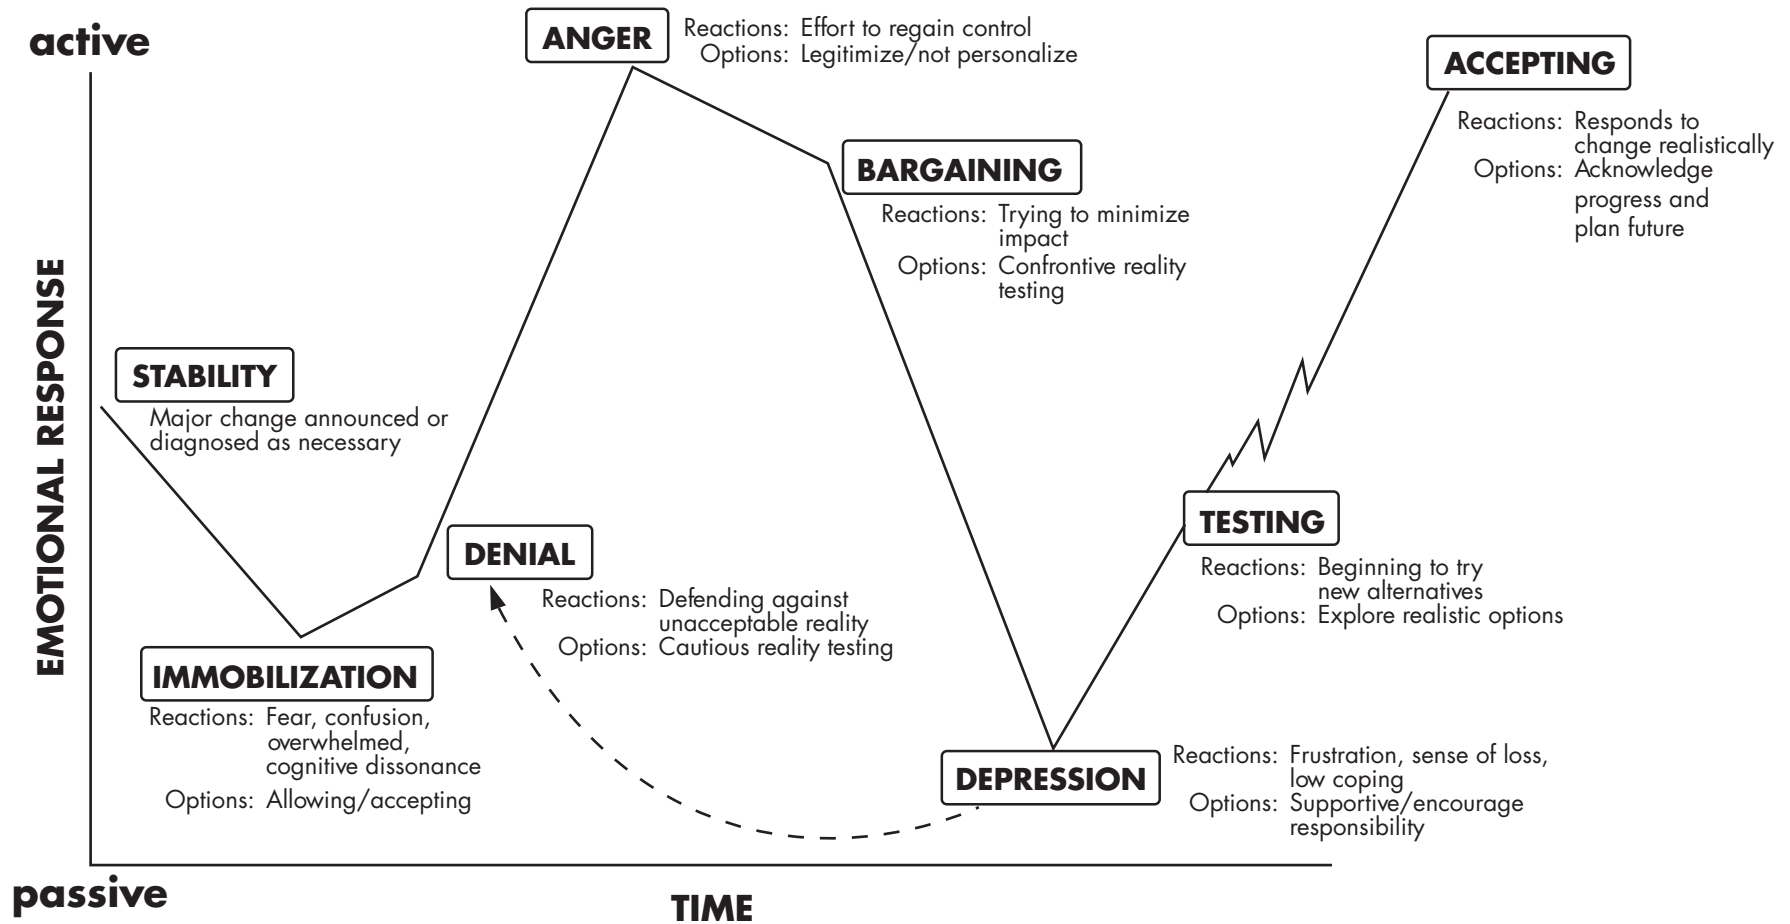 active
ANGER
Reactions: Effort to regain control
Options: Legitimize/not personalize
ACCEPTING
Reactions: Responds to
change realistically
Options: Acknowledge
progress and
plan future
BARGAINING
Reactions: Trying to minimize
impact
Options: Confrontive reality
testing
EMOTIONAL RESPONSE
STABILITY
Major change announced or
diagnosed as necessary
DENIAL
Reactions: Defending against
unacceptable reality
Options: Cautious reality testing
TESTING
Reactions: Beginning to try
new alternatives
Options: Explore realistic options
IMMOBILIZATION
Reactions: Fear, confusion,
overwhelmed,
cognitive dissonance
Options: Allowing/accepting
DEPRESSION
Reactions: Frustration, sense of loss,
low coping
Options: Supportive/encourage
responsibility
passive
TIME